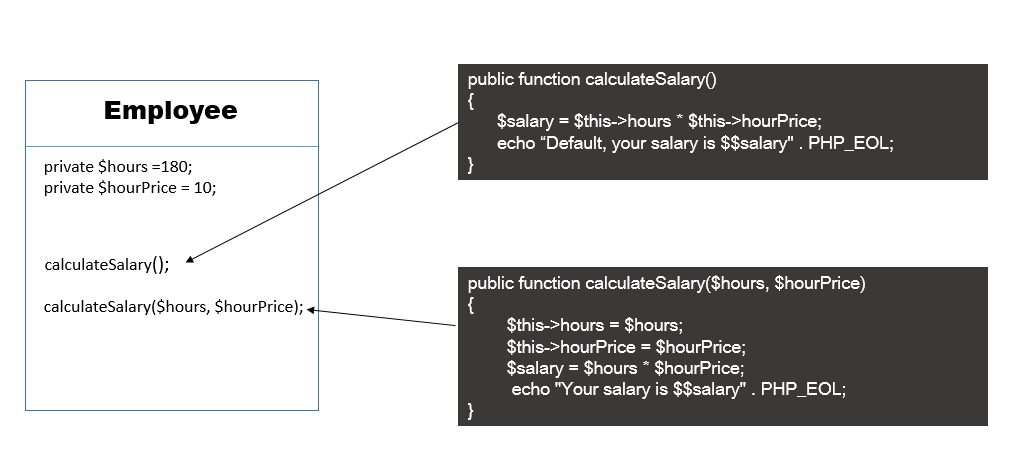 Employee
private $hours =180;
private $hourPrice = 10;
calculateSalary();
calculateSalary($hours, $hourPrice);
public function calculateSalary()
{
$salary = $this->hours * $this->hourPrice;
echo “Default, your salary is $$salary" . PHP_EOL;
}
public function calculateSalary($hours, $hourPrice)
{
$this->hours = $hours;
$this->hourPrice = $hourPrice;
$salary = $hours * $hourPrice;
echo "Your salary is $$salary" . PHP_EOL;
}